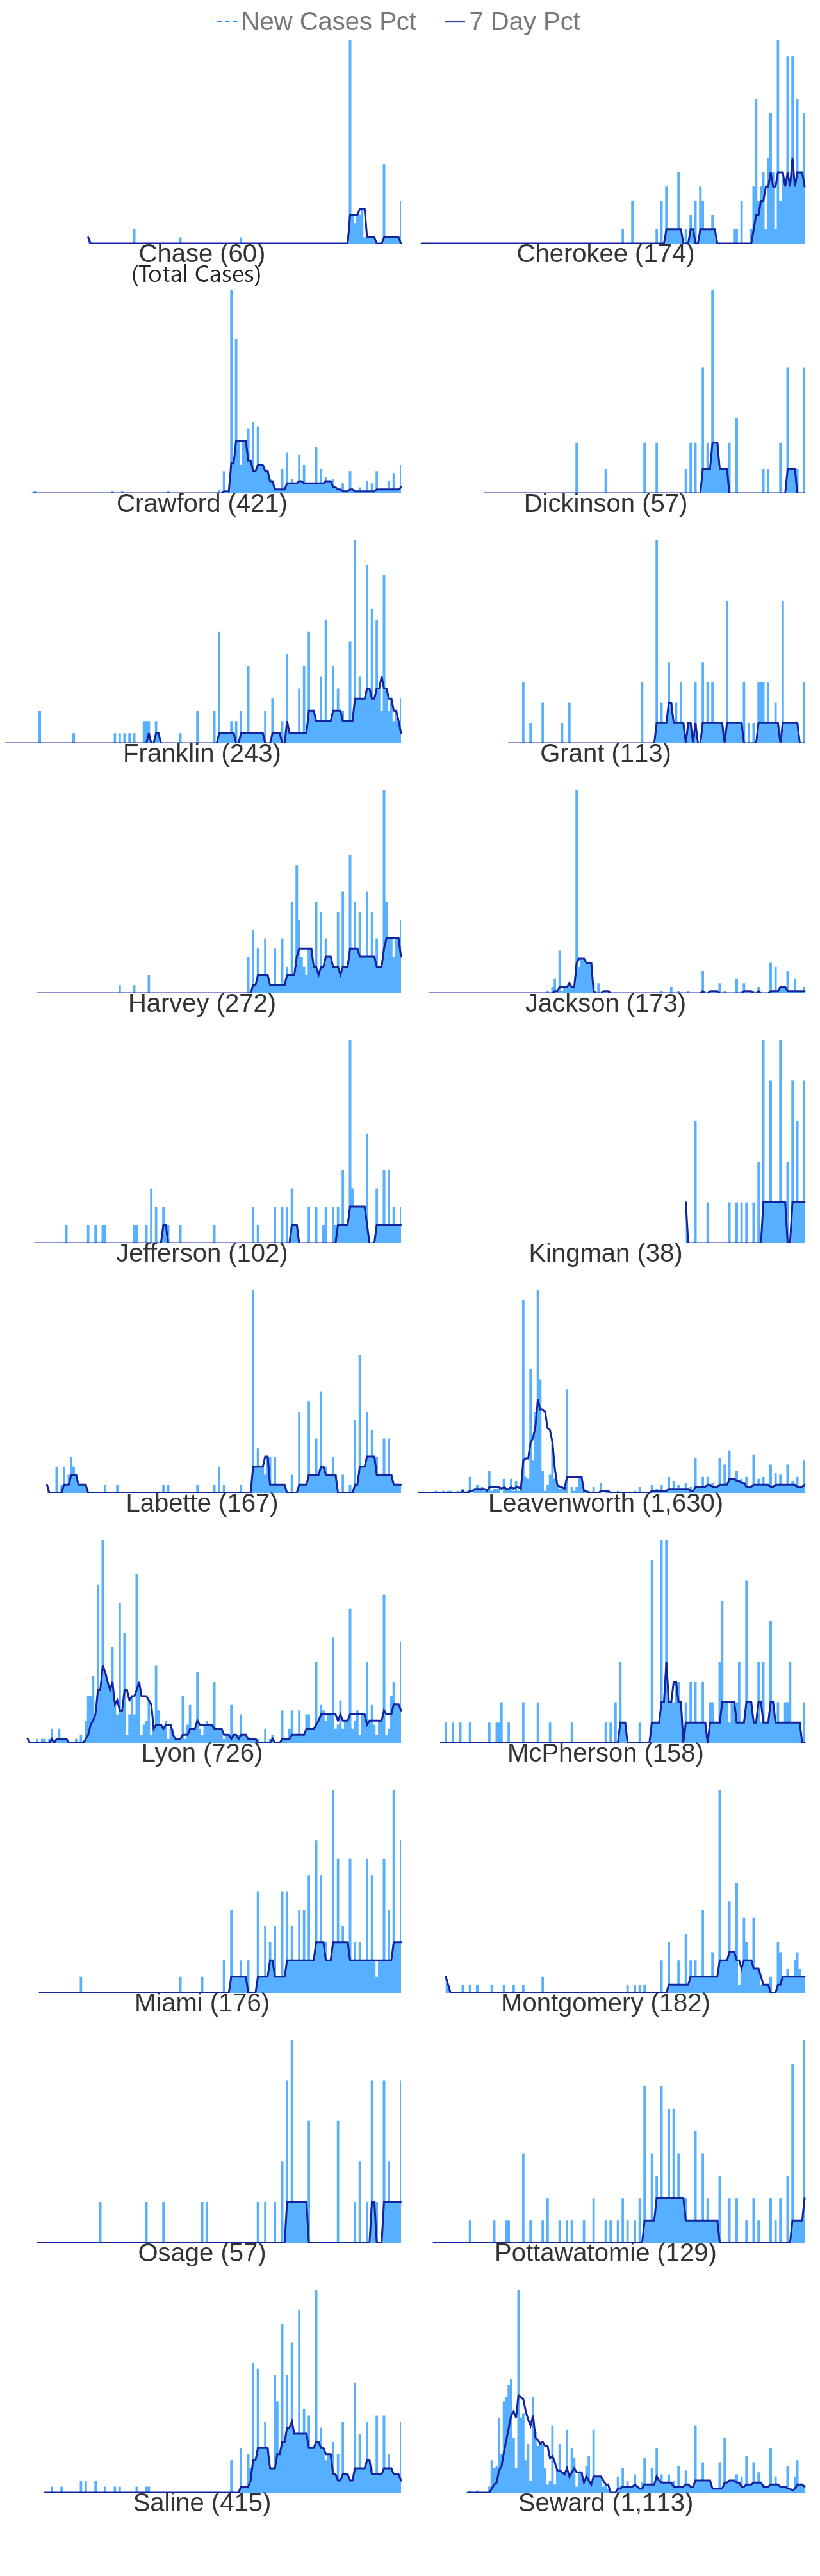 New Cases Pct 7 Day Pct
Chase (60) Cherokee (174)
(Total Cases)
Crawford (421) Dickinson (57)
Franklin (243) Grant (113)
Harvey (272) Jackson (173)
Jefferson (102) Kingman (38)
Labette (167) Leavenworth (1,630)
Lyon (726) McPherson (158)
Miami (176) Montgomery (182)
Osage (57) Pottawatomie (129)
Saline (415) Seward (1,113)